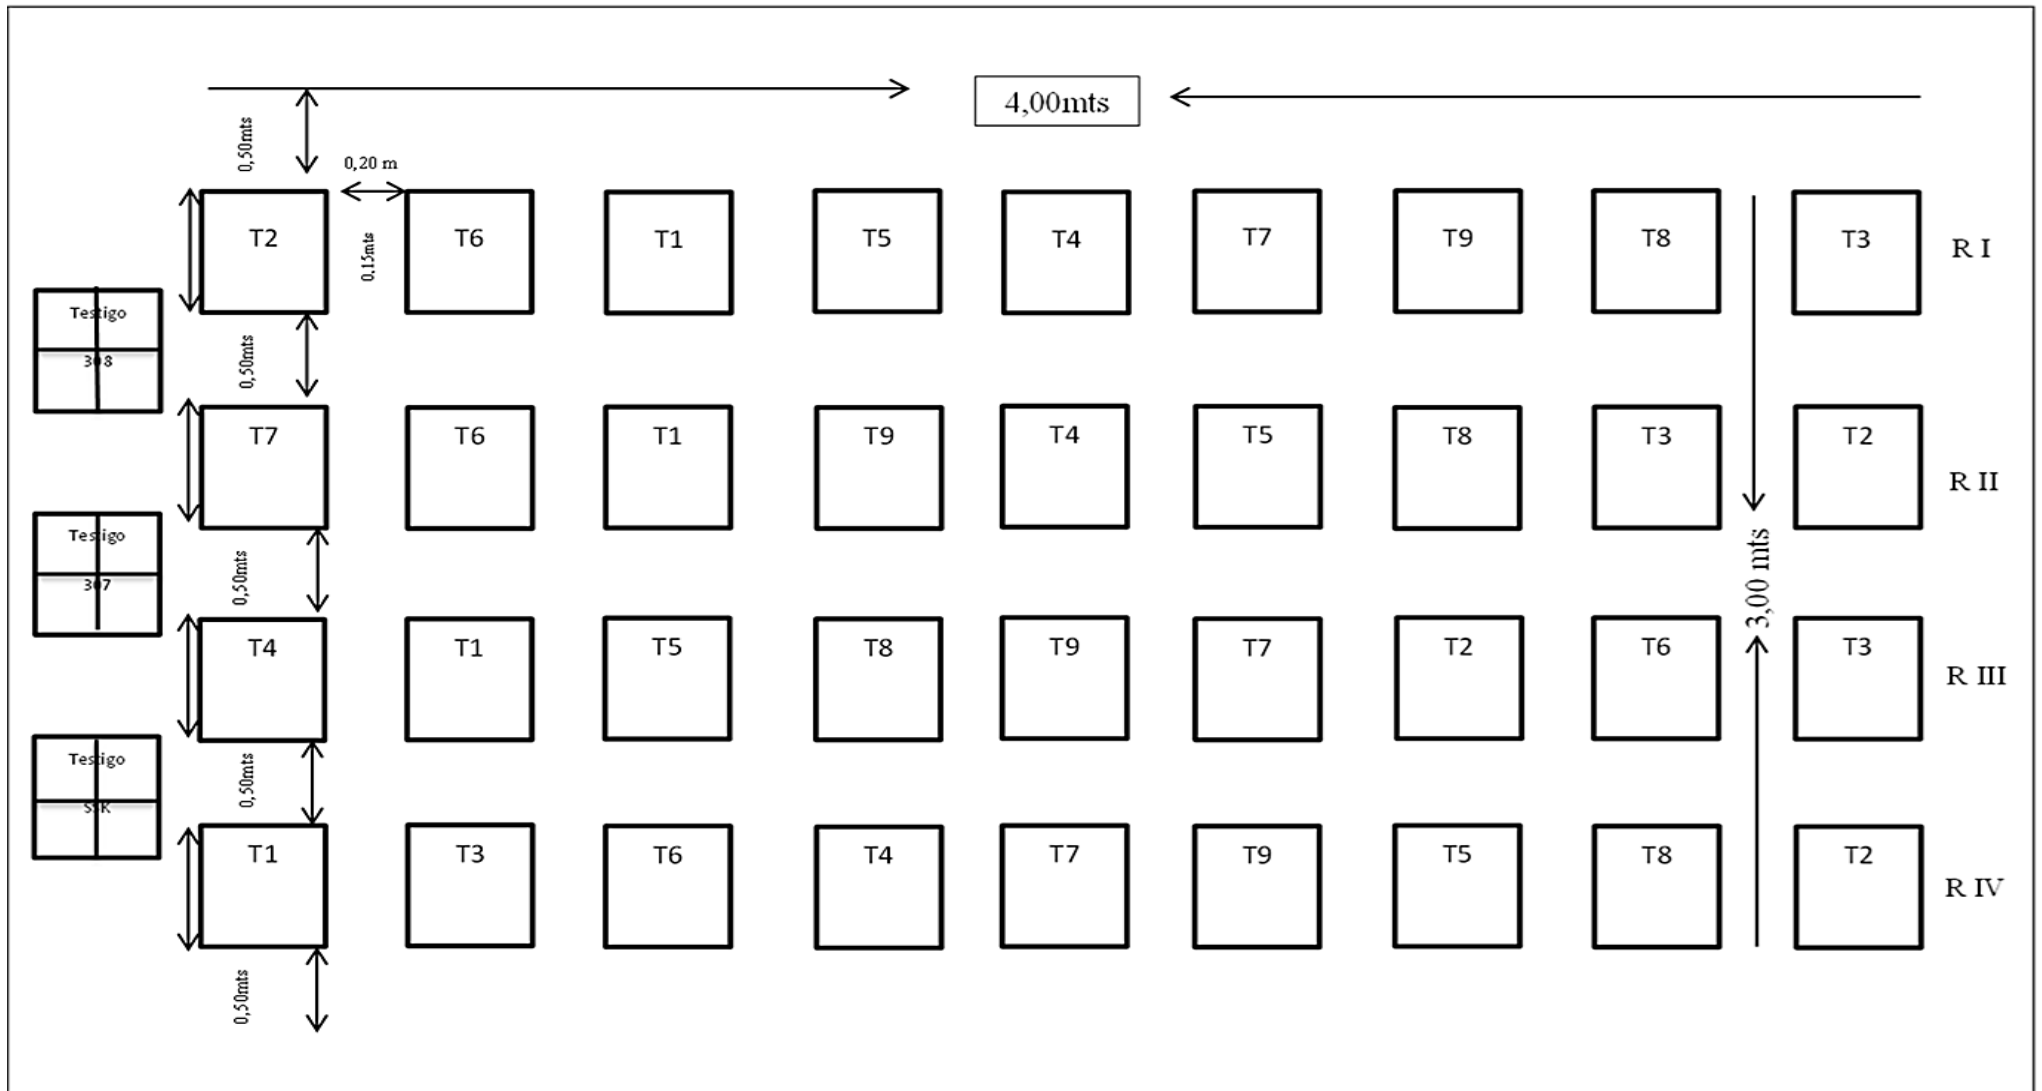 4,00mts
0,50mts
0,20 m
0.15mts
T2 T6 T1 T5 T4 T7 T9 T8 T3 R I
Testigo
308
0,50mts
T7 T6 T1 T9 T4 T5 T8 T3 T2 R II
Testigo
307
0,50mts
3,00 mts
T4 T1 T5 T8 T9 T7 T2 T6 T3 R III
Testigo
SSK
0,50mts
T1 T3 T6 T4 T7 T9 T5 T8 T2 R IV
0,50mts